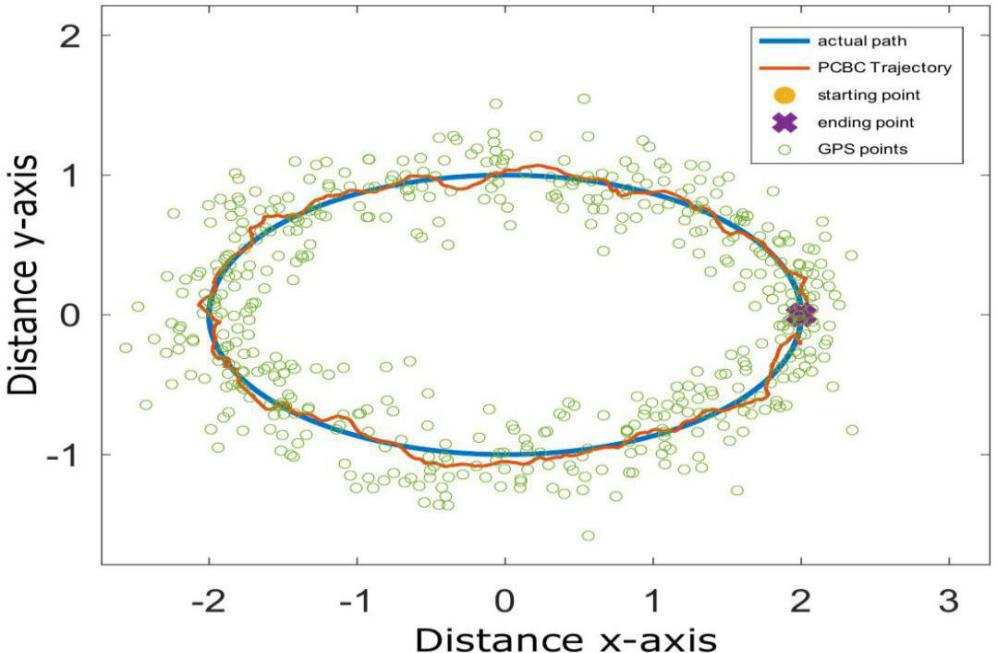 2
1
0
-1
Distance y-axis
actual path
PCBC Trajectory
starting point
ending point
GPS points
-2 -1 0 1 2 3
Distance x-axis